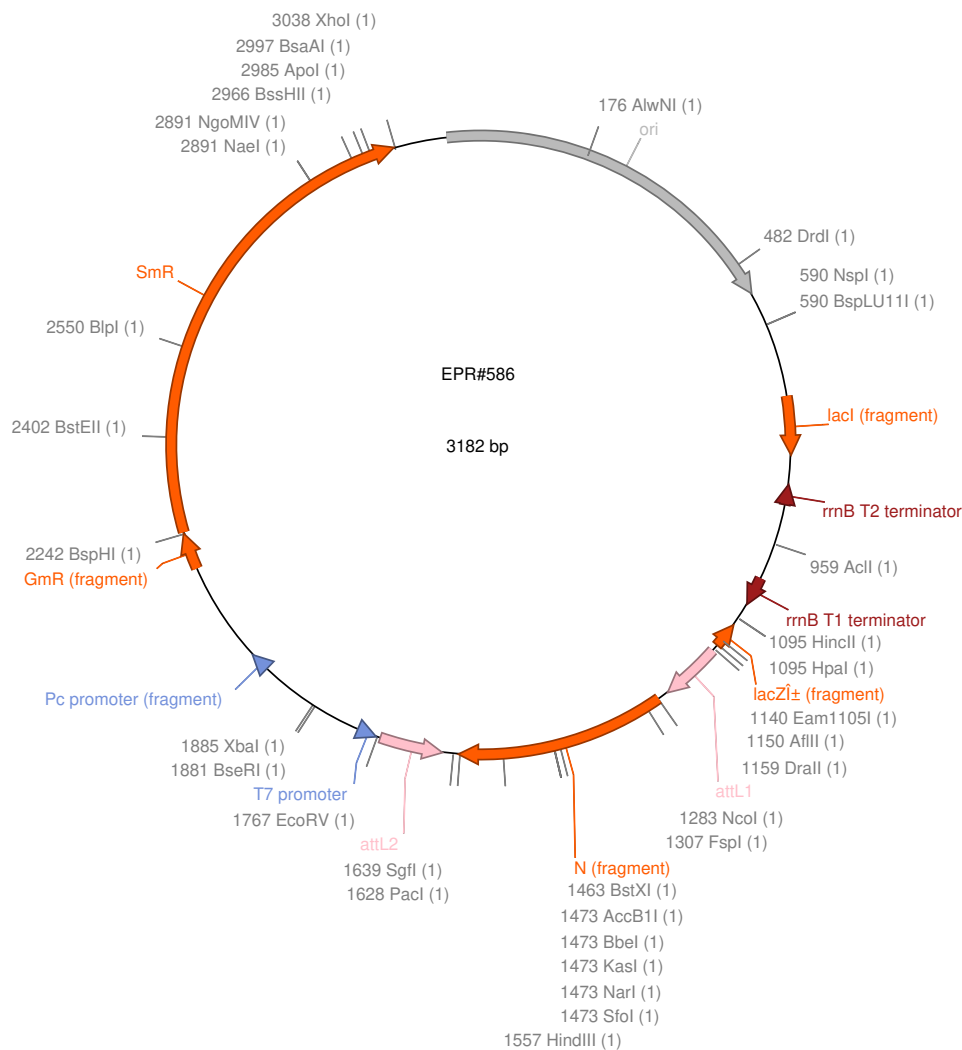 3038 XhoI (1)
2997 BsaAI (1)
2985 ApoI (1)
2966 BssHII (1)
2891 NgoMIV (1)
2891 NaeI (1)
176 AlwNI (1)
ori
482 DrdI (1)
590 NspI (1)
590 BspLU11I (1)
SmR
2550 BlpI (1)
EPR#586
2402 BstEII (1)
3182 bp
lacI (fragment)
rrnB T2 terminator
2242 BspHI (1)
GmR (fragment)
959 AclI (1)
rrnB T1 terminator
1095 HincII (1)
1095 HpaI (1)
lacZÎ± (fragment)
Pc promoter (fragment)
1140 Eam1105I (1)
1150 AflII (1)
1159 DraII (1)
1885 XbaI (1)
1881 BseRI (1)
T7 promoter
attL1
1767 EcoRV (1)
1283 NcoI (1)
attL2
1307 FspI (1)
1639 SgfI (1)
N (fragment)
1628 PacI (1)
1463 BstXI (1)
1473 AccB1I (1)
1473 BbeI (1)
1473 KasI (1)
1473 NarI (1)
1473 SfoI (1)
1557 HindIII (1)